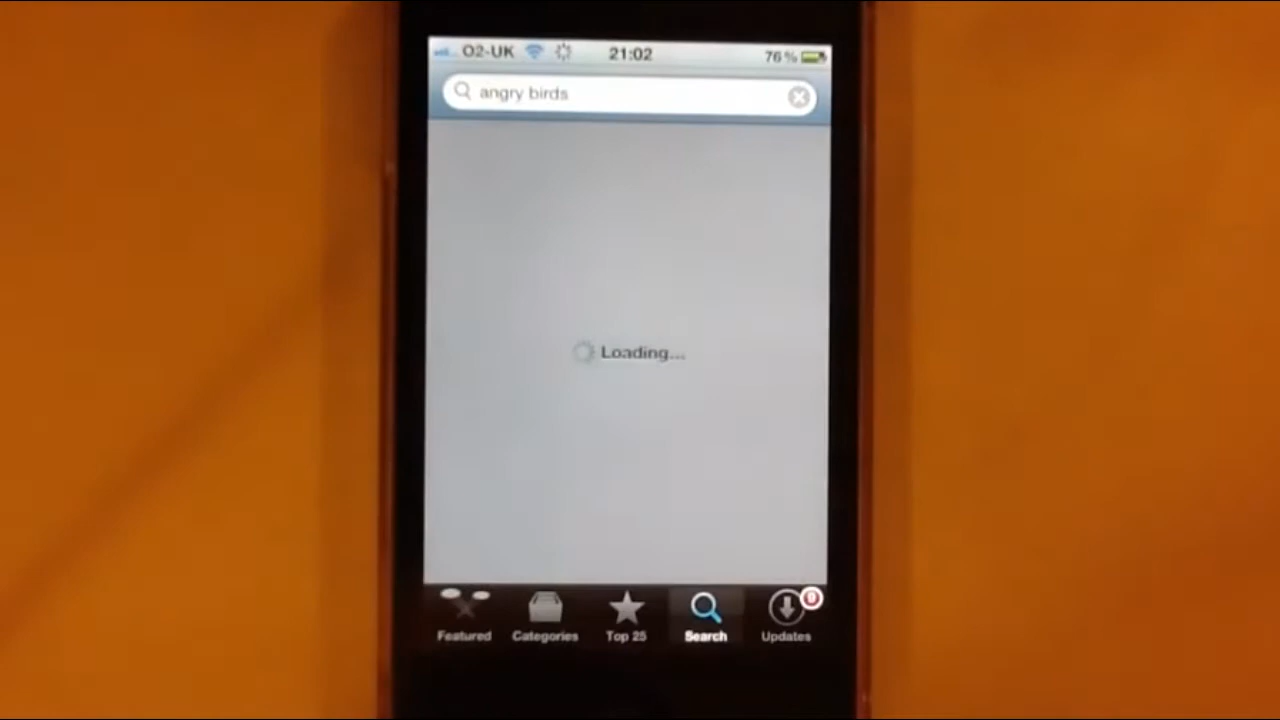 O2-UK 21:02 76%
angry birds
Loading...
Featured Categories Top 25 Search Updates